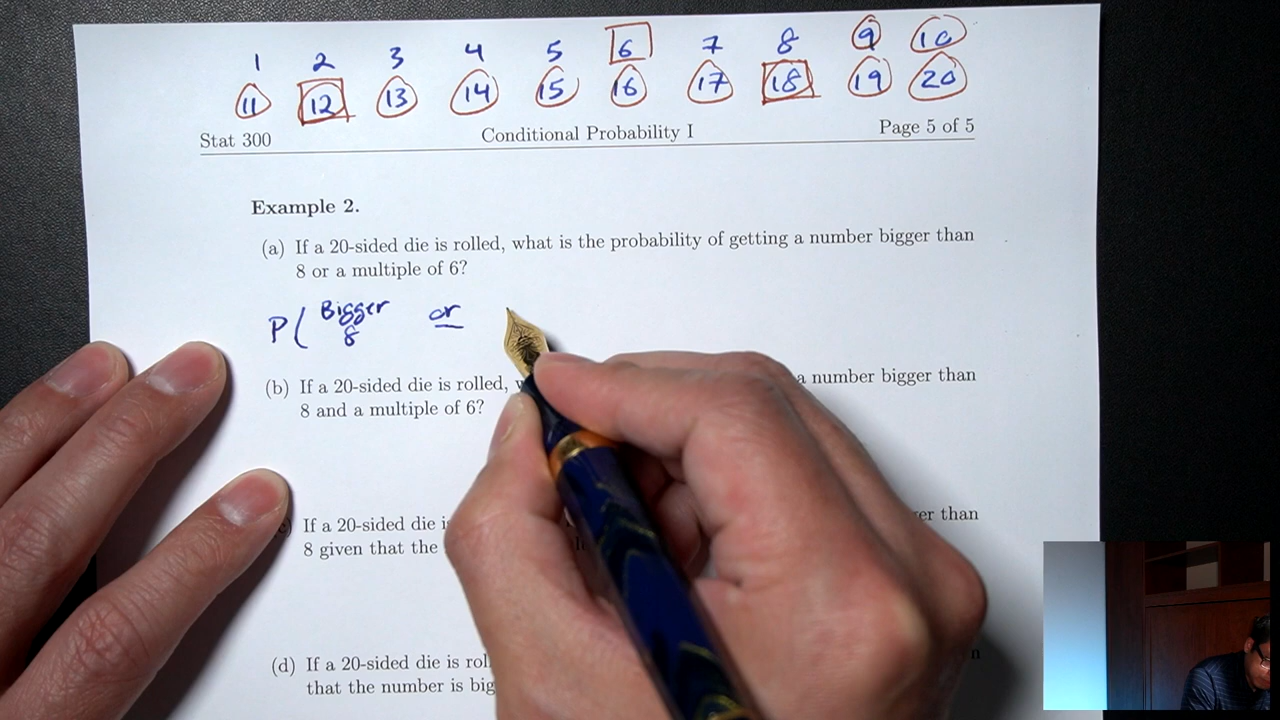 1 2 3 4 5 6 7 8 9 10
11 12 13 14 15 16 17 18 19 20
Stat 300 Conditional Probability I Page 5 of 5
Example 2.
(a) If a 20-sided die is rolled, what is the probability of getting a number bigger than
8 or a multiple of 6?
P( Bigger or
8
(b) If a 20-sided die is rolled, a number bigger than
8 and a multiple of 6?
If a 20-sided die than
8 given that the
(d) If a 20-sided die is
that the number is